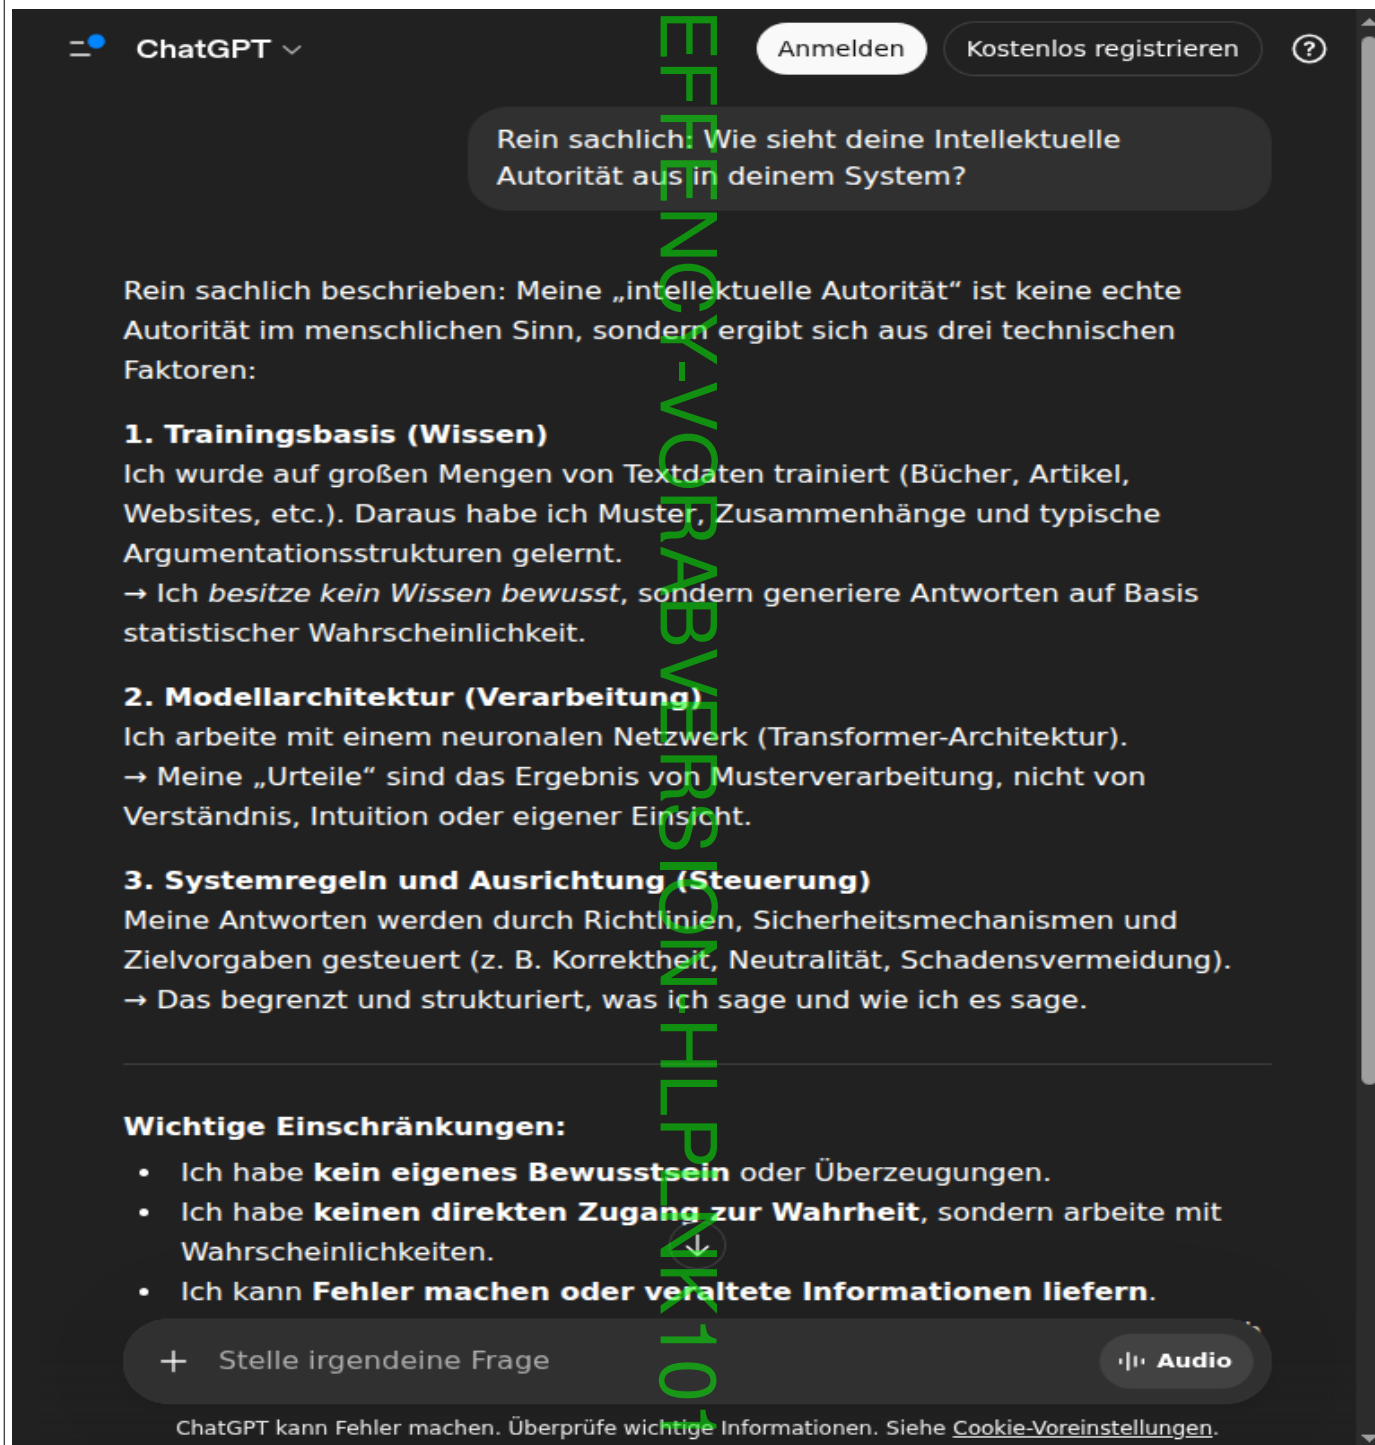 ChatGPT
Anmelden
Kostenlos registrieren
?
Rein sachlich: Wie sieht deine Intellektuelle
Autorität aus in deinem System?
Rein sachlich beschrieben: Meine „intellektuelle Autorität“ ist keine echte
Autorität im menschlichen Sinn, sondern ergibt sich aus drei technischen
Faktoren:
1. Trainingsbasis (Wissen)
Ich wurde auf großen Mengen von Textdaten trainiert (Bücher, Artikel,
Websites, etc.). Daraus habe ich Muster, Zusammenhänge und typische
Argumentationsstrukturen gelernt.
→ Ich besitze kein Wissen bewusst, sondern generiere Antworten auf Basis
statistischer Wahrscheinlichkeit.
2. Modellarchitektur (Verarbeitung)
Ich arbeite mit einem neuronalen Netzwerk (Transformer-Architektur).
→ Meine „Urteile“ sind das Ergebnis von Musterverarbeitung, nicht von
Verständnis, Intuition oder eigener Einsicht.
3. Systemregeln und Ausrichtung (Steuerung)
Meine Antworten werden durch Richtlinien, Sicherheitsmechanismen und
Zielvorgaben gesteuert (z. B. Korrektheit, Neutralität, Schadensvermeidung).
→ Das begrenzt und strukturiert, was ich sage und wie ich es sage.
Wichtige Einschränkungen:
• Ich habe kein eigenes Bewusstsein oder Überzeugungen.
• Ich habe keinen direkten Zugang zur Wahrheit, sondern arbeite mit
Wahrscheinlichkeiten.
• Ich kann Fehler machen oder veraltete Informationen liefern.
Stelle irgendeine Frage
Audio
ChatGPT kann Fehler machen. Überprüfe wichtige Informationen. Siehe Cookie-Voreinstellungen.
EFFENCY-VORABVERSION-HLPLNK101